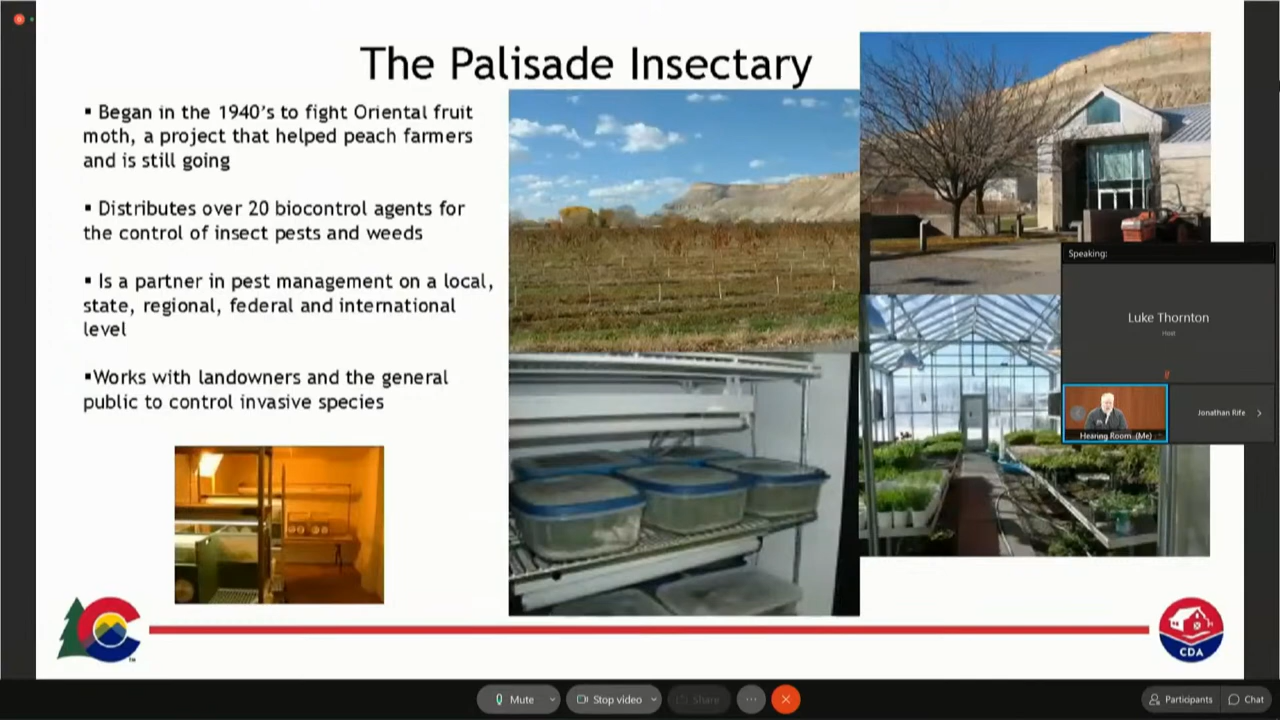 The Palisade Insectary
▪ Began in the 1940's to fight Oriental fruit
moth, a project that helped peach farmers
and is still going
▪ Distributes over 20 biocontrol agents for
the control of insect pests and weeds
▪ Is a partner in pest management on a local,
state, regional, federal and international
level
▪Works with landowners and the general
public to control invasive species
Speaking:
Luke Thornton
Host
Hearing Room (Me)
Jonathan Rife
CDA
Mute
Stop video
Share
Participants
Chat